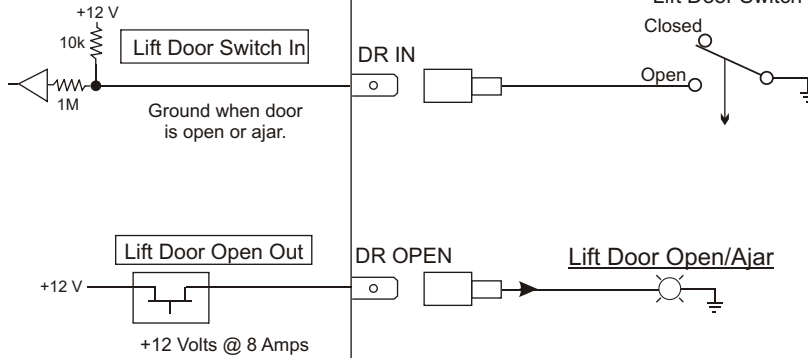 Lift Door Switch
+12 V
Closed
10k
Lift Door Switch In
DR IN
Open
1M
Ground when door
is open or ajar.
Lift Door Open Out
DR OPEN
Lift Door Open/Ajar
+12 V
+12 Volts @ 8 Amps